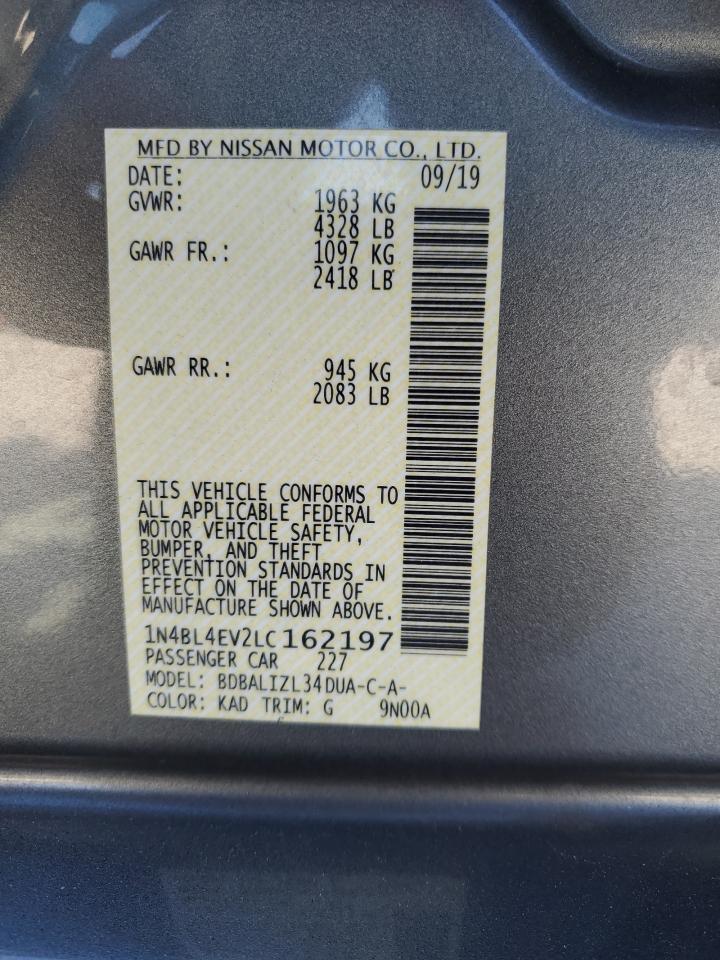 MFD BY NISSAN MOTOR CO., LTD.
DATE: 09/19
GVWR: 1963 KG
4328 LB
GAWR FR.: 1097 KG
2418 LB
GAWR RR.: 945 KG
2083 LB
THIS VEHICLE CONFORMS TO
ALL APPLICABLE FEDERAL
MOTOR VEHICLE SAFETY,
BUMPER, AND THEFT
PREVENTION STANDARDS IN
EFFECT ON THE DATE OF
MANUFACTURE SHOWN ABOVE.
1N4BL4EV2LC162197
PASSENGER CAR 227
MODEL: BDBALIZL34DUA-C-A-
COLOR: KAD TRIM: G 9N00A